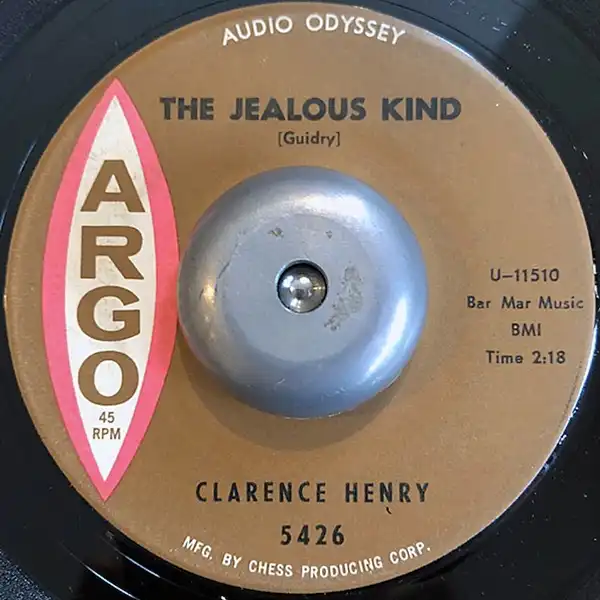 AUDIO ODYSSEY
THE JEALOUS KIND
[Guidry]
ARGO
45
RPM
U-11510
Bar Mar Music
BMI
Time 2:18
CLARENCE HENRY
5426
MFG. BY CHESS PRODUCING CORP.